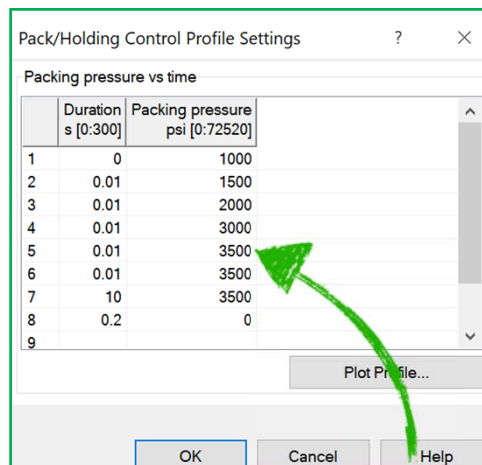 Pack/Holding Control Profile Settings ? ×
Packing pressure vs time
Duration Packing pressure
s [0:300] psi [0:72520]
1 0 1000
2 0.01 1500
3 0.01 2000
4 0.01 3000
5 0.01 3500
6 0.01 3500
7 10 3500
8 0.2 0
9
Plot Profile...
OK Cancel Help